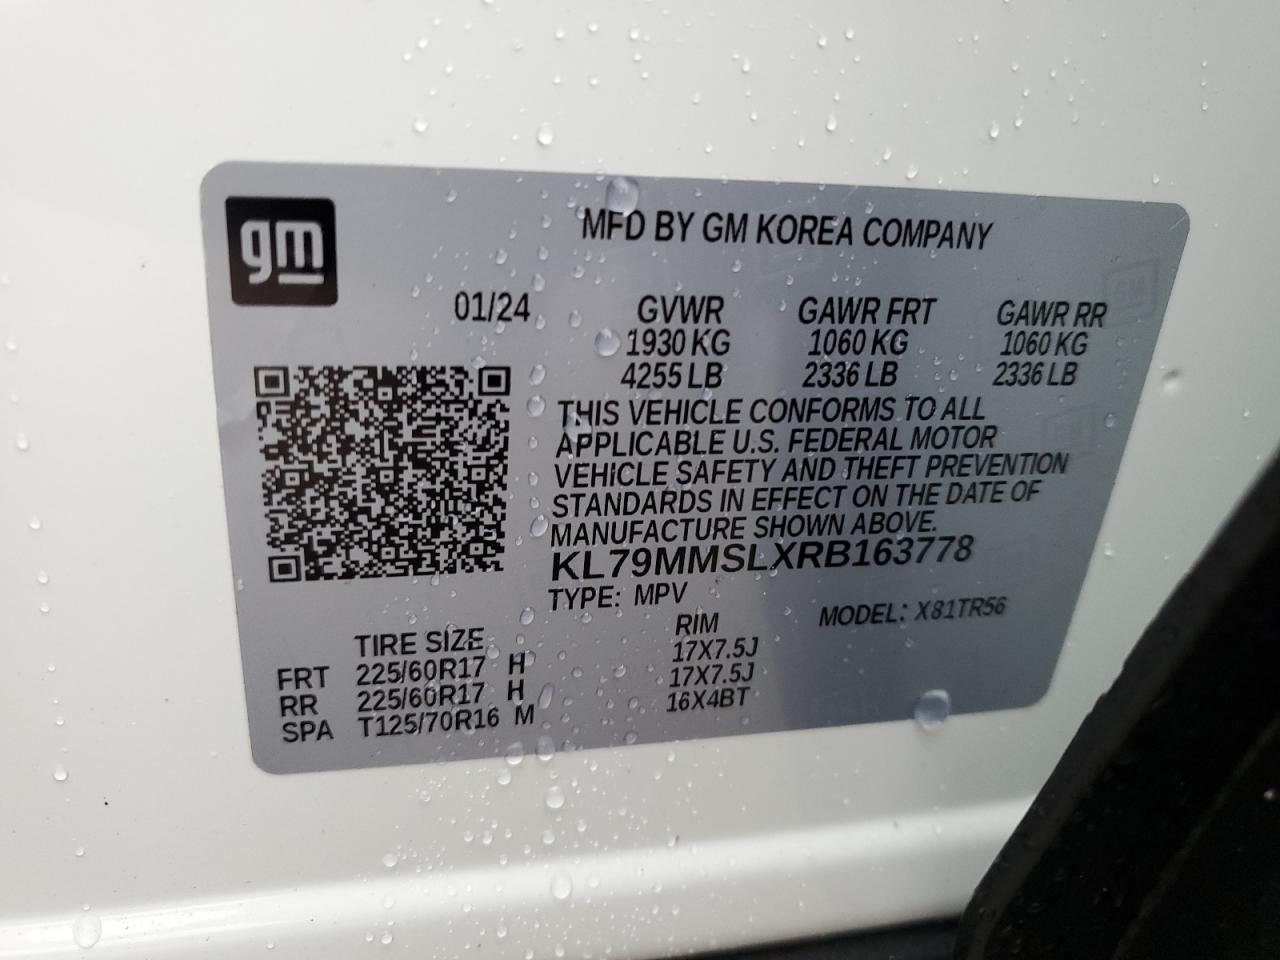 gm
MFD BY GM KOREA COMPANY
01/24 GVWR GAWR FRT GAWR RR
1930 KG 1060 KG 1060 KG
4255 LB 2336 LB 2336 LB
THIS VEHICLE CONFORMS TO ALL
APPLICABLE U.S. FEDERAL MOTOR
VEHICLE SAFETY AND THEFT PREVENTION
STANDARDS IN EFFECT ON THE DATE OF
MANUFACTURE SHOWN ABOVE.
KL79MMSLXRB163778
TYPE: MPV MODEL: X81TR56
TIRE SIZE RIM
FRT 225/60R17 H 17X7.5J
RR 225/60R17 H 17X7.5J
SPA T125/70R16 M 16X4BT